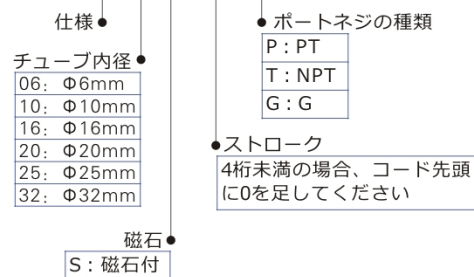 仕様
ポートネジの種類
P：PT
T：NPT
G：G
チューブ内径
06：Φ6mm
10：Φ10mm
16：Φ16mm
20：Φ20mm
25：Φ25mm
32：Φ32mm
ストローク
4桁未満の場合、コード先頭
に0を足してください
磁石
S：磁石付